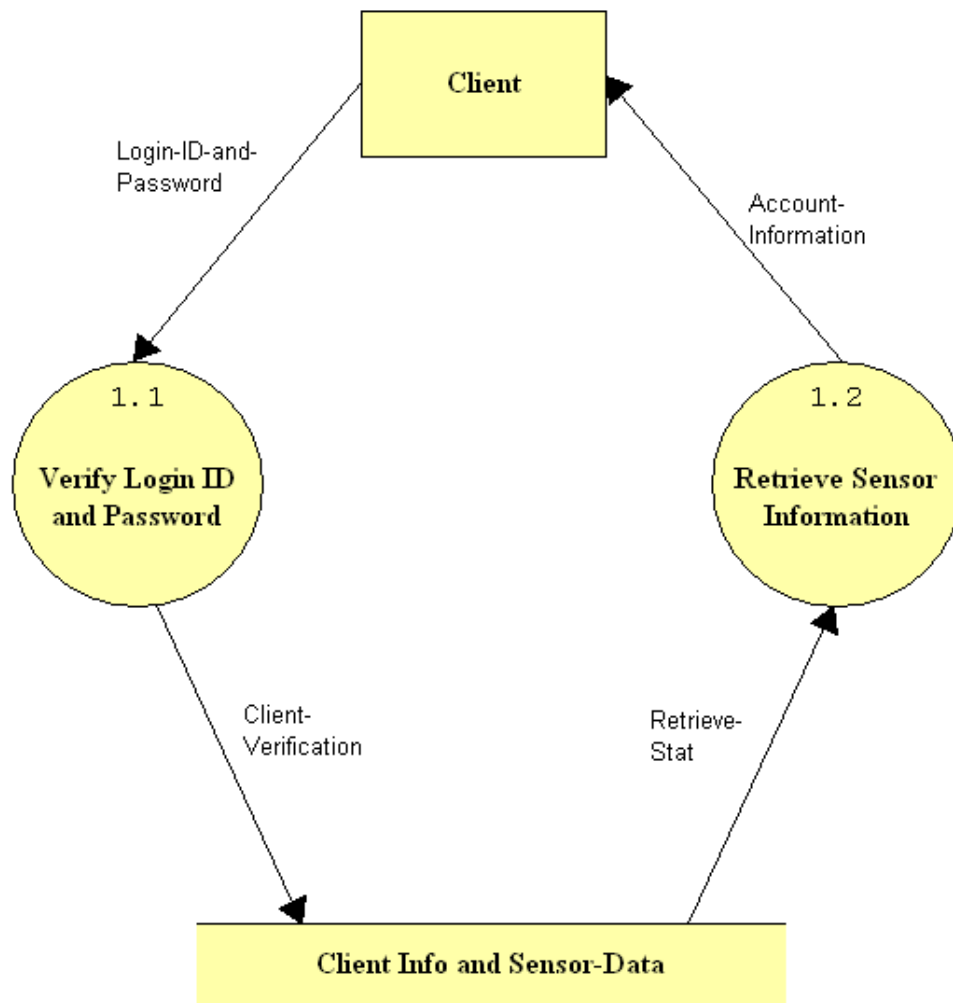 Client
Login-ID-and-
Password
Account-
Information
1.1
Verify Login ID
and Password
1.2
Retrieve Sensor
Information
Client-
Verification
Retrieve-
Stat
Client Info and Sensor-Data